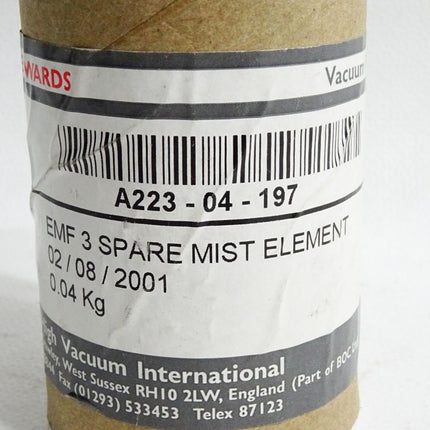 WARDS Vacuum
A223 - 04 - 197
EMF 3 SPARE MIST ELEMENT
02 / 08 / 2001
0.04 Kg
gh Vacuum International
ley, West Sussex RH10 2LW, England (Part of BOC
Fax (01293) 533453 Telex 87123